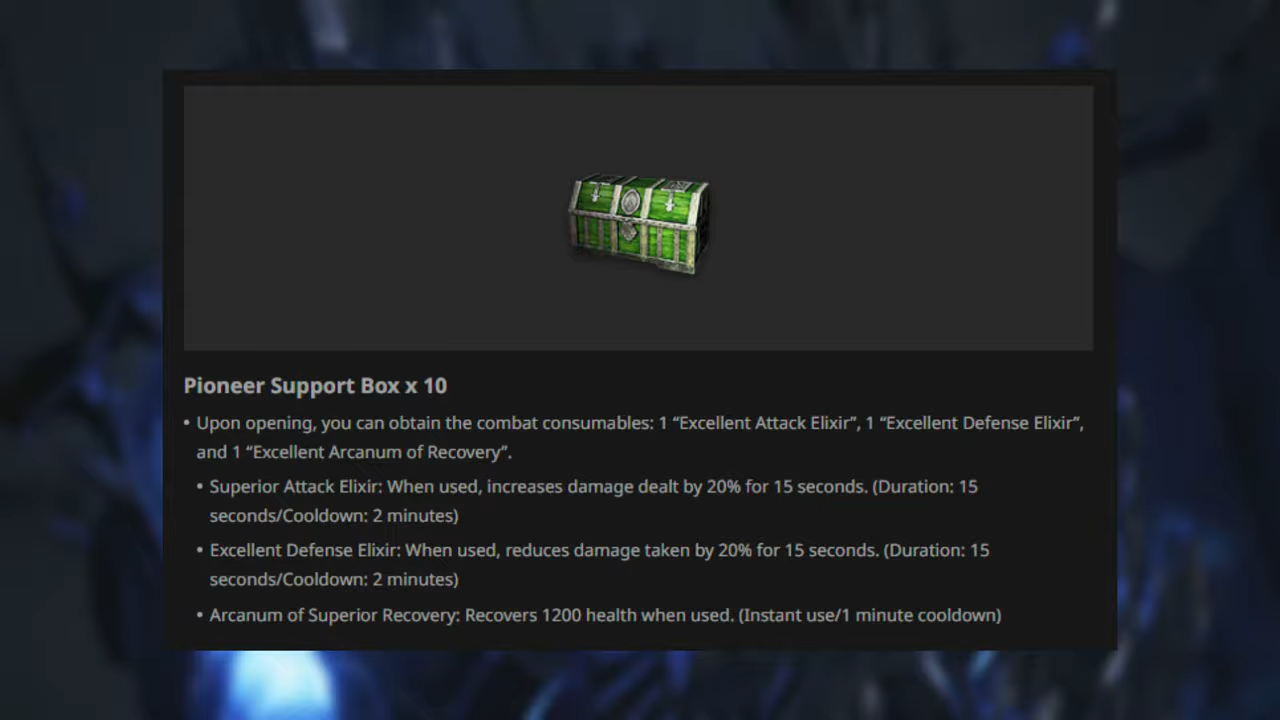 Pioneer Support Box x 10
• Upon opening, you can obtain the combat consumables: 1 “Excellent Attack Elixir”, 1 “Excellent Defense Elixir”,
and 1 “Excellent Arcanum of Recovery”.
• Superior Attack Elixir: When used, increases damage dealt by 20% for 15 seconds. (Duration: 15
seconds/Cooldown: 2 minutes)
• Excellent Defense Elixir: When used, reduces damage taken by 20% for 15 seconds. (Duration: 15
seconds/Cooldown: 2 minutes)
• Arcanum of Superior Recovery: Recovers 1200 health when used. (Instant use/1 minute cooldown)